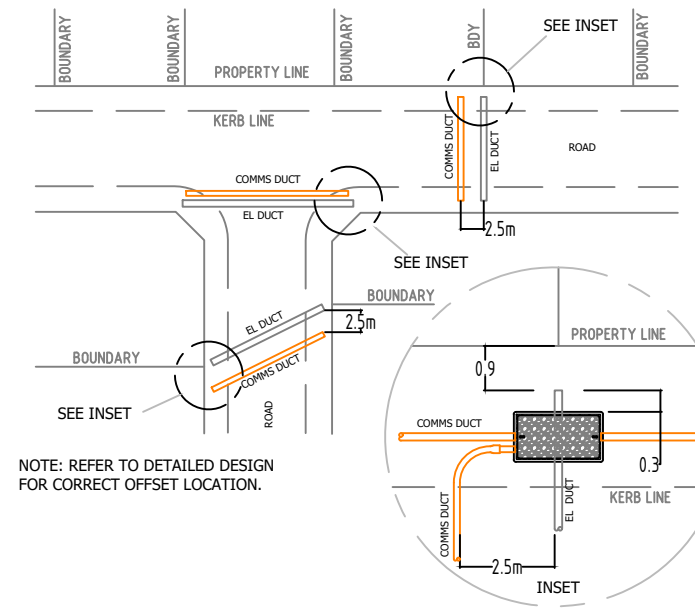 SEE INSET
BOUNDARY
BOUNDARY
BOUNDARY
BDY
BOUNDARY
PROPERTY LINE
KERB LINE
COMMS DUCT
EL DUCT
ROAD
COMMS DUCT
EL DUCT
2.5m
SEE INSET
BOUNDARY
EL DUCT
2.5m
BOUNDARY
COMMS DUCT
SEE INSET
ROAD
NOTE: REFER TO DETAILED DESIGN
FOR CORRECT OFFSET LOCATION.
PROPERTY LINE
0.9
COMMS DUCT
0.3
KERB LINE
COMMS DUCT
EL DUCT
2.5m
INSET